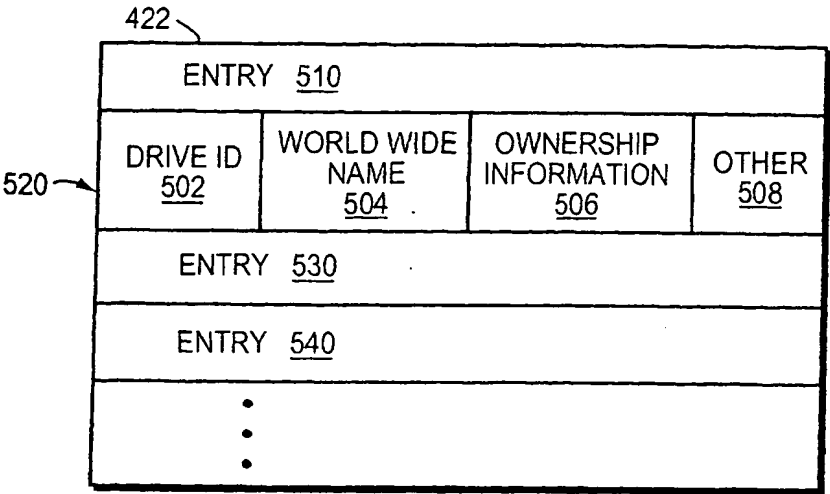 422
ENTRY 510
520
DRIVE ID
502
WORLD WIDE
NAME
504
OWNERSHIP
INFORMATION
506
OTHER
508
ENTRY 530
ENTRY 540